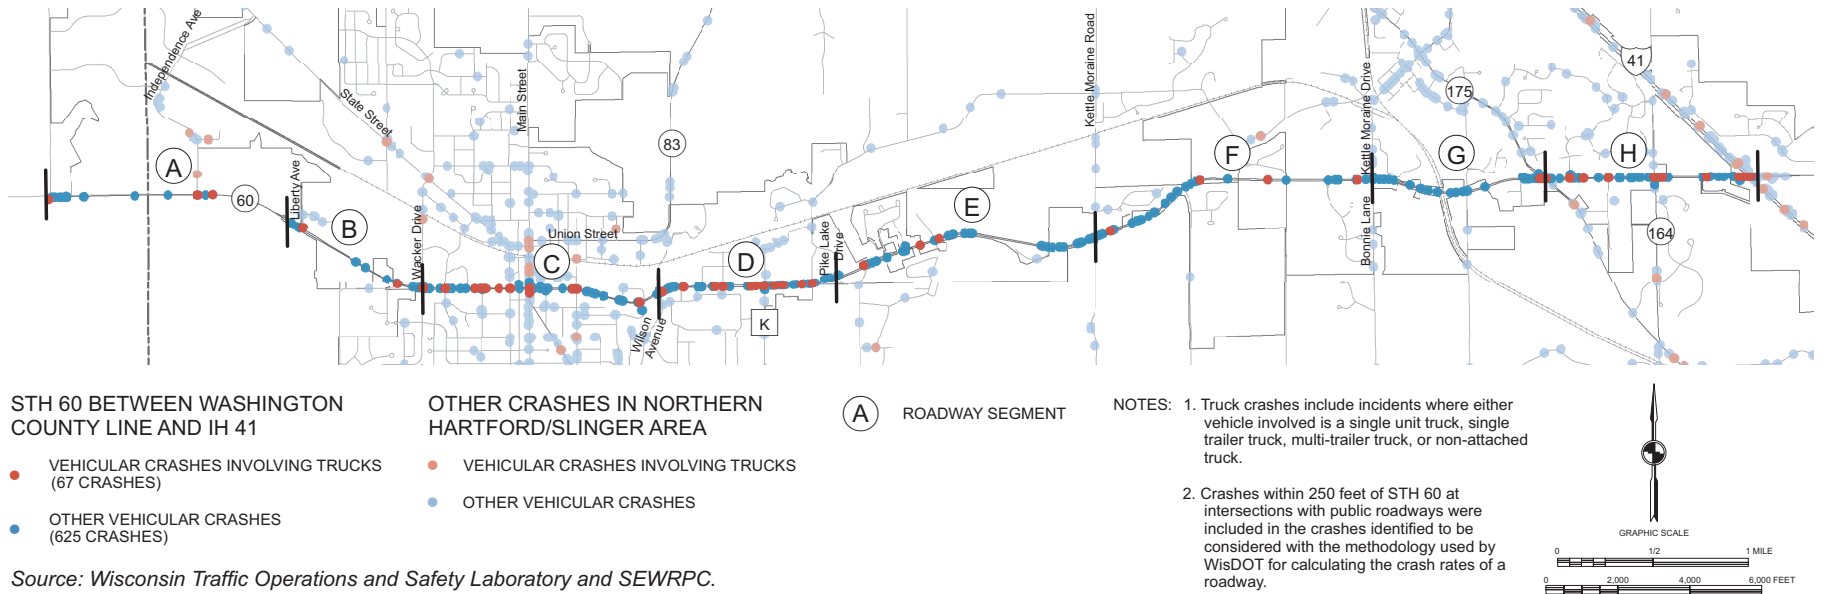 Independence Ave
State Street
Main Street
83
Kettle Moraine Road
Kettle Moraine Drive
175
41
A
60
Liberty Ave
B
Wacker Drive
Union Street
C
D
Pike Lake
Drive
E
F
G
H
Bonnie Lane
164
Wilson
Avenue
K
STH 60 BETWEEN WASHINGTON
COUNTY LINE AND IH 41
VEHICULAR CRASHES INVOLVING TRUCKS
(67 CRASHES)
OTHER VEHICULAR CRASHES
(625 CRASHES)
OTHER CRASHES IN NORTHERN
HARTFORD/SLINGER AREA
VEHICULAR CRASHES INVOLVING TRUCKS
OTHER VEHICULAR CRASHES
A ROADWAY SEGMENT
NOTES: 1. Truck crashes include incidents where either
vehicle involved is a single unit truck, single
trailer truck, multi-trailer truck, or non-attached
truck.
2. Crashes within 250 feet of STH 60 at
intersections with public roadways were
included in the crashes identified to be
considered with the methodology used by
WisDOT for calculating the crash rates of a
roadway.
GRAPHIC SCALE
0 1/2 1 MILE
0 2,000 4,000 6,000 FEET
Source: Wisconsin Traffic Operations and Safety Laboratory and SEWRPC.